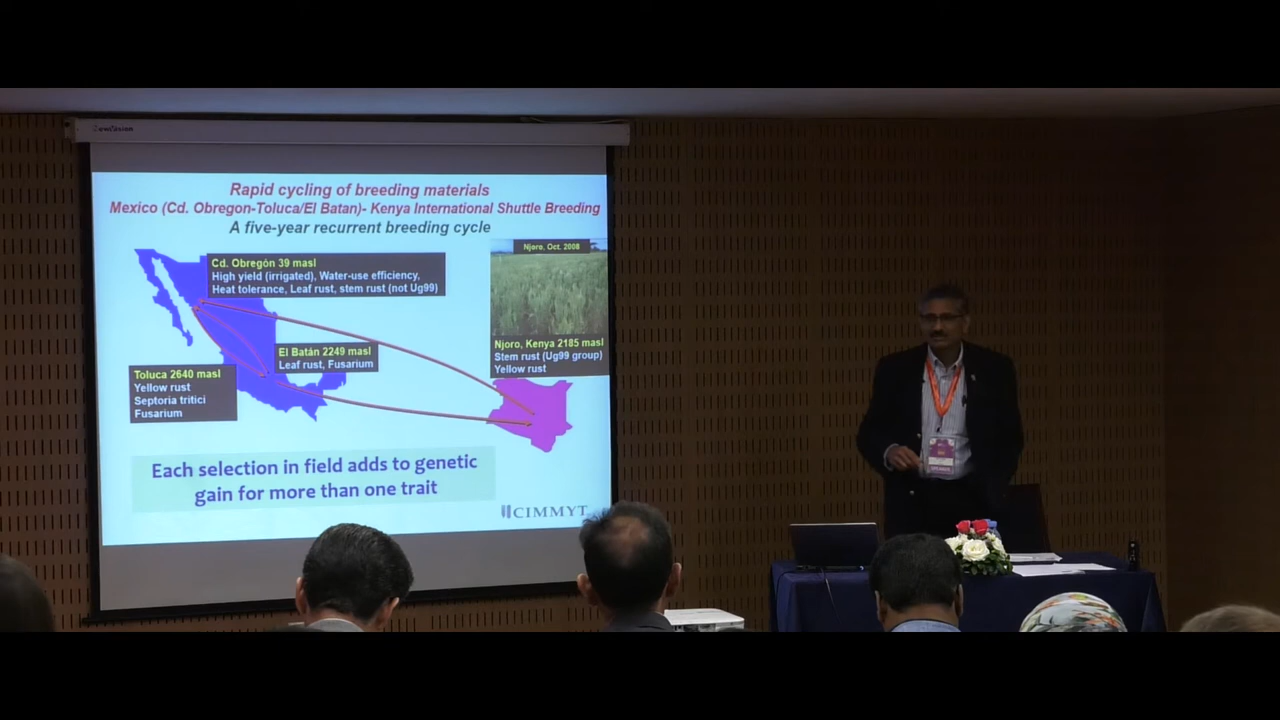 Rapid cycling of breeding materials
Mexico (Cd. Obregon-Toluca/El Batan)- Kenya International Shuttle Breeding
A five-year recurrent breeding cycle
Njoro, Oct. 2008
Cd. Obregón 39 masl
High yield (irrigated), Water-use efficiency,
Heat tolerance, Leaf rust, stem rust (not Ug99)
El Batán 2249 masl
Leaf rust, Fusarium
Njoro, Kenya 2185 masl
Stem rust (Ug99 group)
Yellow rust
Toluca 2640 masl
Yellow rust
Septoria tritici
Fusarium
Each selection in field adds to genetic
gain for more than one trait
CIMMYT